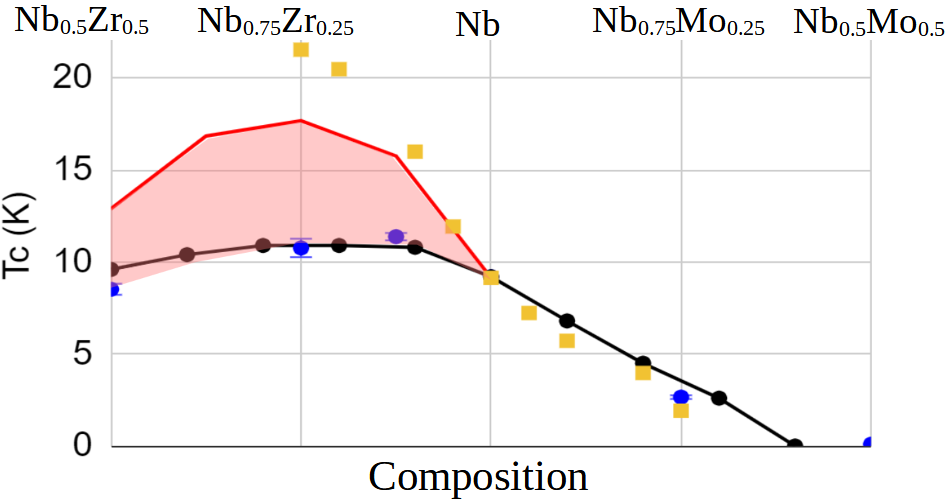 Nb₀.₅Zr₀.₅ Nb₀.₇₅Zr₀.₂₅ Nb Nb₀.₇₅Mo₀.₂₅ Nb₀.₅Mo₀.₅
20
15
10
5
0
Tc (K)
Composition